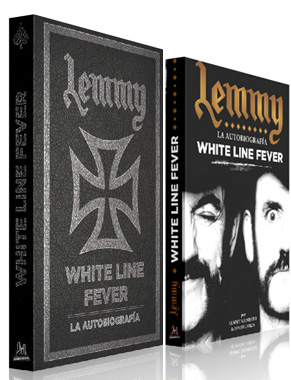 WHITE LINE FEVER
Lemmy
WHITE LINE
FEVER
LA AUTOBIOGRAFÍA
Lemmy
WHITE LINE FEVER
Lemmy
LA AUTOBIOGRAFÍA
WHITE LINE FEVER
por